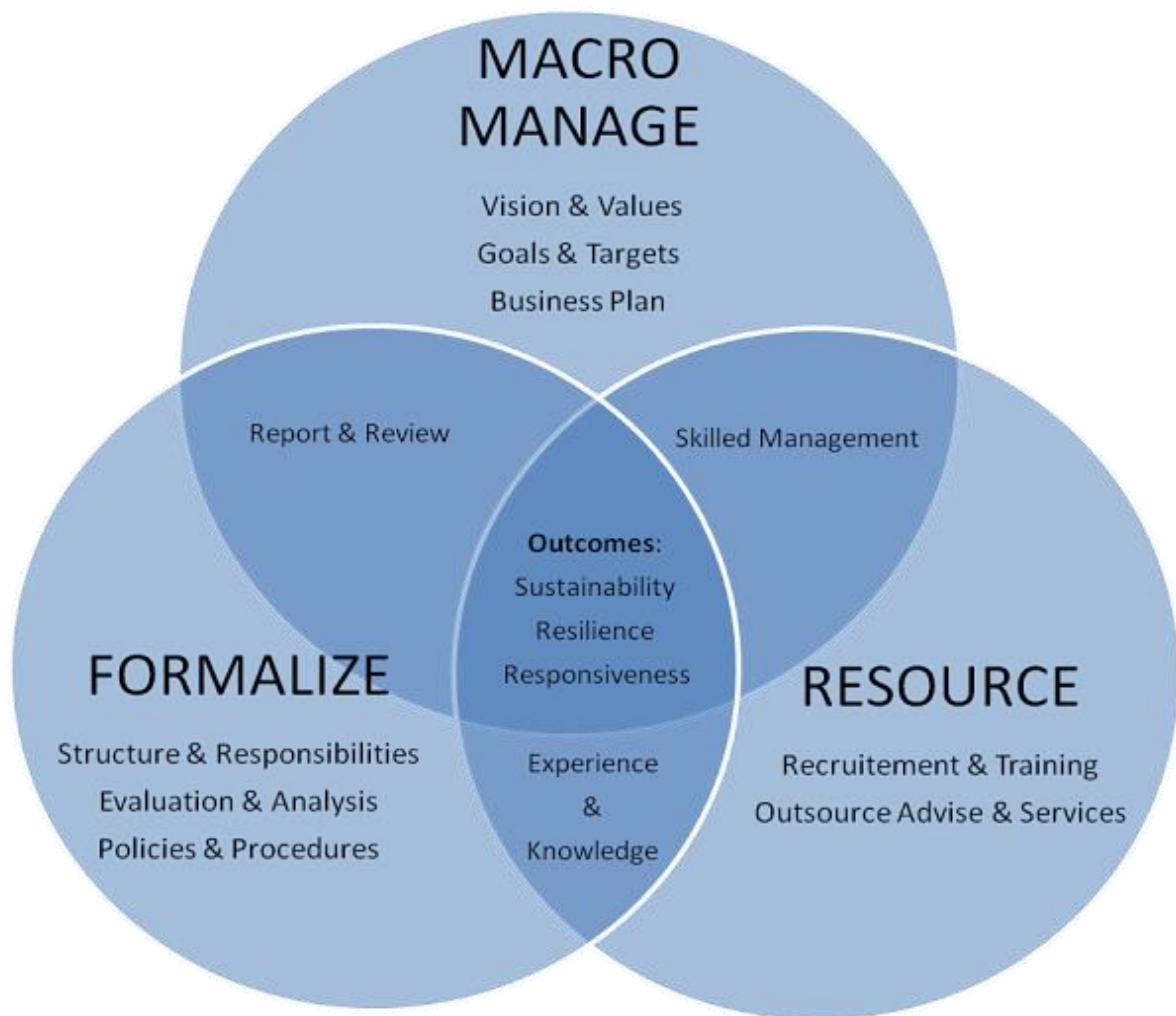 MACRO
MANAGE
Vision & Values
Goals & Targets
Business Plan
Report & Review
Skilled Management
Outcomes:
Sustainability
Resilience
Responsiveness
FORMALIZE
Structure & Responsibilities
Evaluation & Analysis
Policies & Procedures
Experience
&
Knowledge
RESOURCE
Recruitement & Training
Outsource Advise & Services